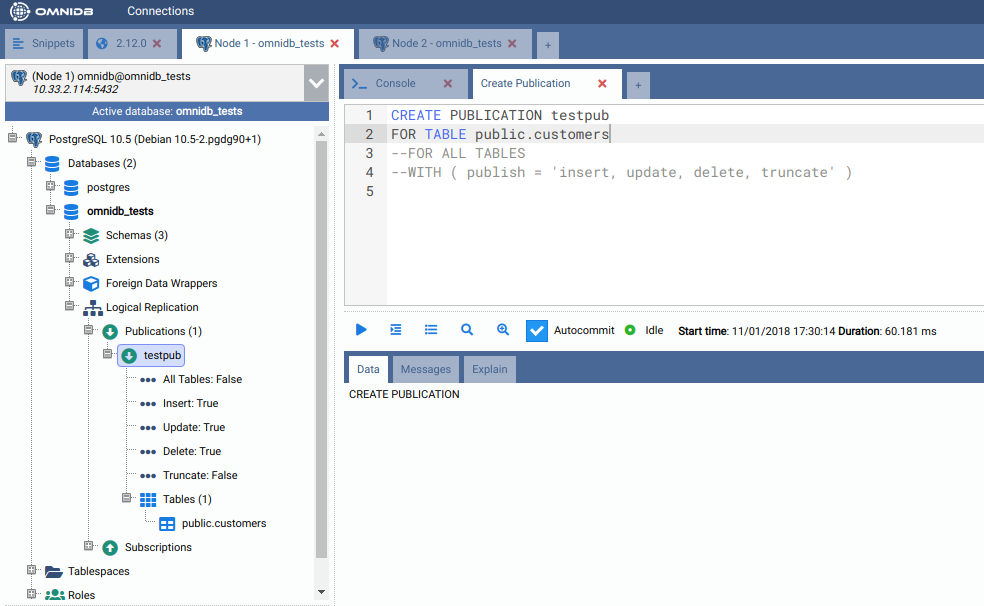 OMNIDB Connections
Snippets 2.12.0 Node 1 - omnidb_tests Node 2 - omnidb_tests +
(Node 1) omnidb@omnidb_tests
10.33.2.114:5432
Active database: omnidb_tests
PostgreSQL 10.5 (Debian 10.5-2.pgdg90+1)
Databases (2)
postgres
omnidb_tests
Schemas (3)
Extensions
Foreign Data Wrappers
Logical Replication
Publications (1)
testpub
All Tables: False
Insert: True
Update: True
Delete: True
Truncate: False
Tables (1)
public.customers
Subscriptions
Tablespaces
Roles
Console Create Publication +
1 CREATE PUBLICATION testpub
2 FOR TABLE public.customers
3 --FOR ALL TABLES
4 --WITH ( publish = 'insert, update, delete, truncate' )
5
Autocommit Idle Start time: 11/01/2018 17:30:14 Duration: 60.181 ms
Data Messages Explain
CREATE PUBLICATION